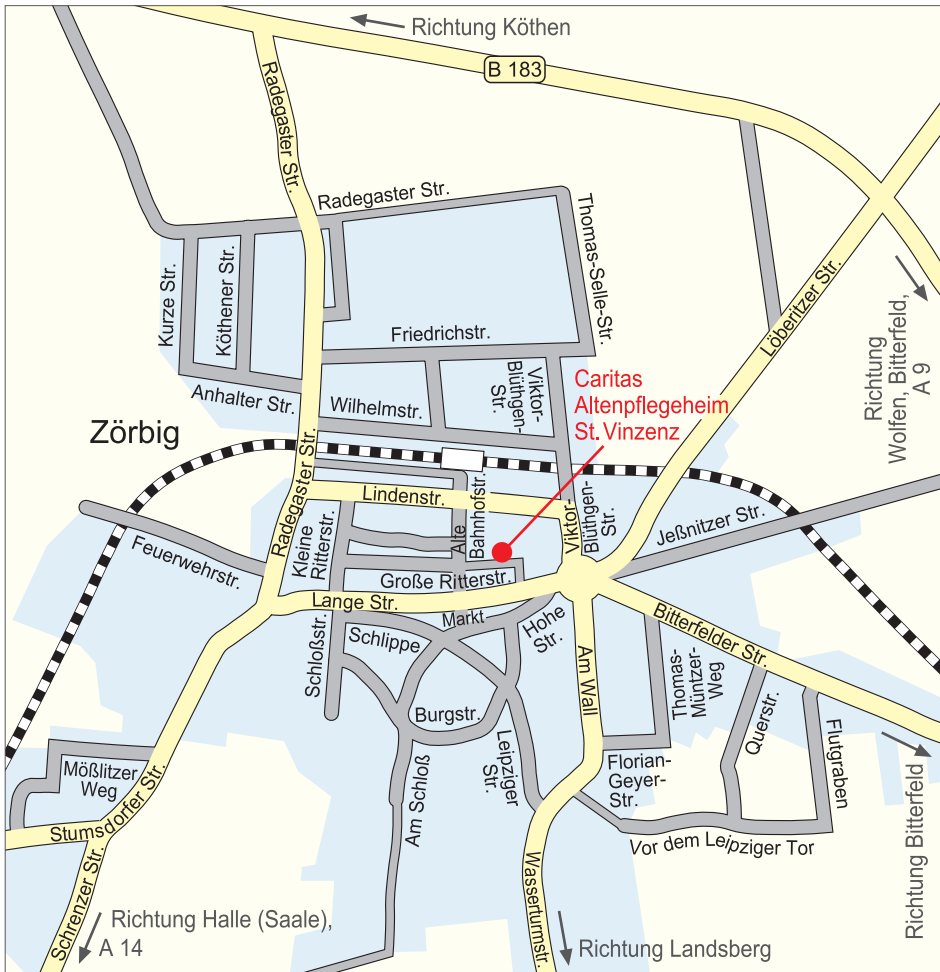 Richtung Köthen
B 183
Radegaster Str.
Radegaster Str.
Thomas-Selle-Str.
Kurze Str.
Köthener Str.
Löberitzer Str.
Friedrichstr.
Richtung
Wolfen, Bitterfeld,
A 9
Viktor-
Blüthgen-
Str.
Caritas
Altenpflegeheim
St. Vinzenz
Anhalter Str.
Wilhelmstr.
Zörbig
Radegaster Str.
Lindenstr.
Alte
Bahnhofstr.
Viktor-
Blüthgen-
Str.
Jeßnitzer Str.
Feuerwehrstr.
Kleine
Ritterstr.
Große Ritterstr.
Lange Str.
Markt
Hohe
Str.
Bitterfelder Str.
Schloßstr.
Schlippe
Am Wall
Thomas-
Müntzer-
Weg
Burgstr.
Leipziger
Str.
Querstr.
Flutgraben
Mößlitzer
Weg
Florian-
Geyer-
Str.
Stumsdorfer Str.
Am Schloß
Vor dem Leipziger Tor
Richtung Bitterfeld
Schrenzer Str.
Wasserturmstr.
Richtung Halle (Saale),
A 14
Richtung Landsberg